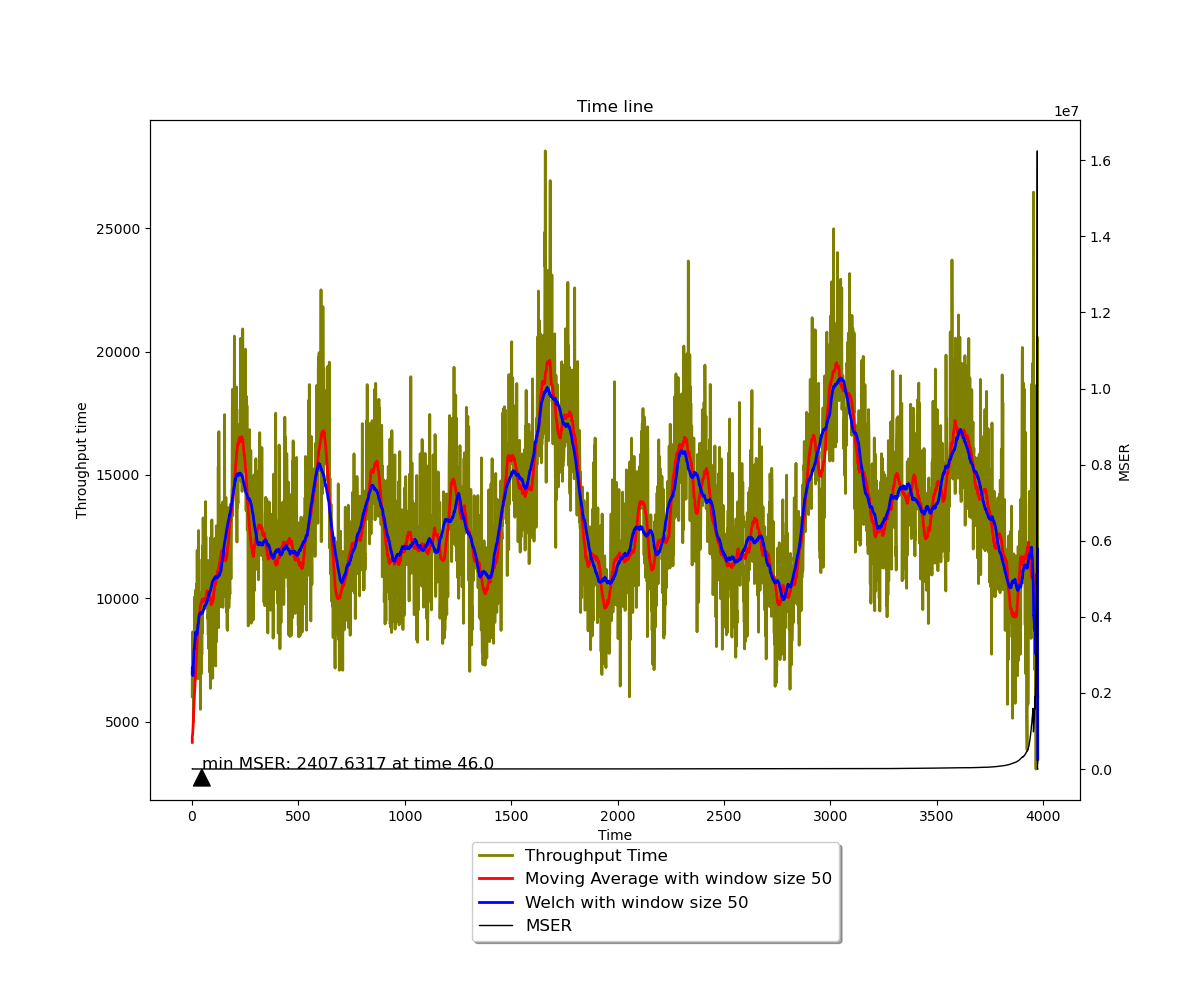 Time line
1e7
Throughput time
25000
20000
15000
10000
5000
1.6
1.4
1.2
1.0
0.8
0.6
0.4
0.2
0.0
MSER
min MSER: 2407.6317 at time 46.0
0 500 1000 1500 2000 2500 3000 3500 4000
Time
Throughput Time
Moving Average with window size 50
Welch with window size 50
MSER